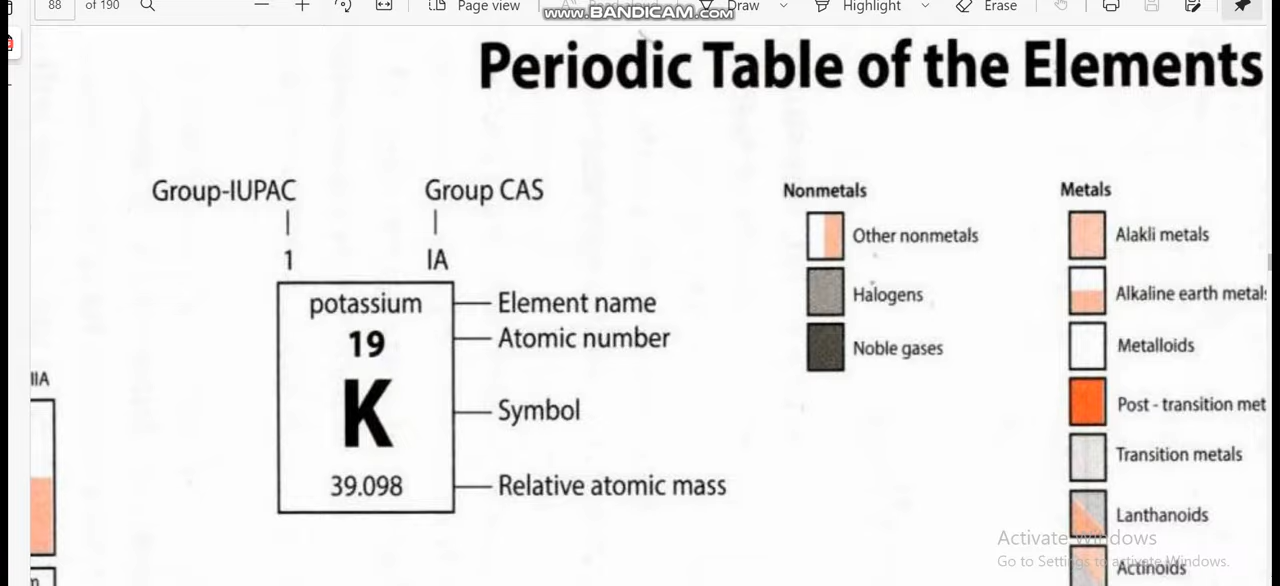 88 of 190 Page view Draw Highlight Erase
www.BANDICAM.com
Periodic Table of the Elements
Group-IUPAC Group CAS
1 IA
potassium
19
K
39.098
Element name
Atomic number
Symbol
Relative atomic mass
IIA
Nonmetals
Other nonmetals
Halogens
Noble gases
Metals
Alakli metals
Alkaline earth metals
Metalloids
Post - transition met
Transition metals
Lanthanoids
Actinoids
Activate Windows
Go to Settings to activate Windows.